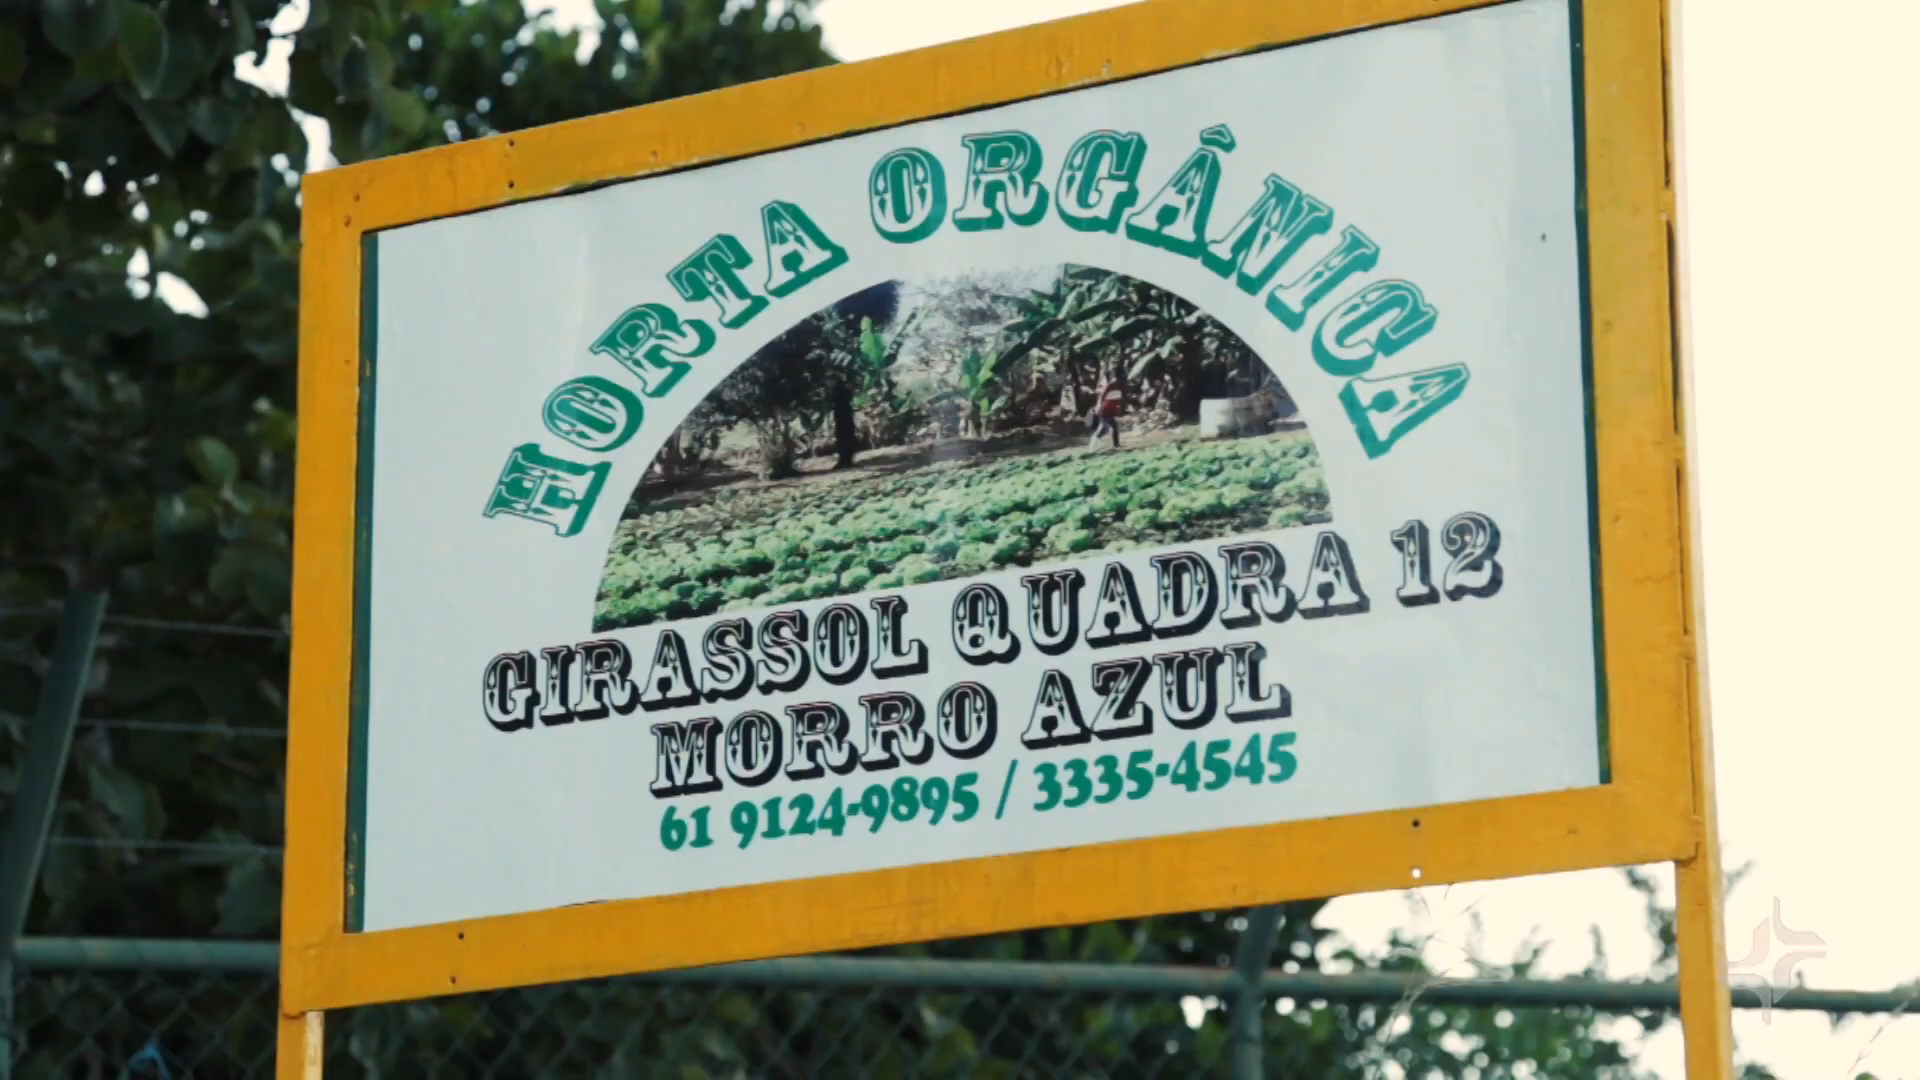 HORTA ORGÂNICA
GIRASSOL QUADRA 12
MORRO AZUL
61 9124-9895 / 3335-4545